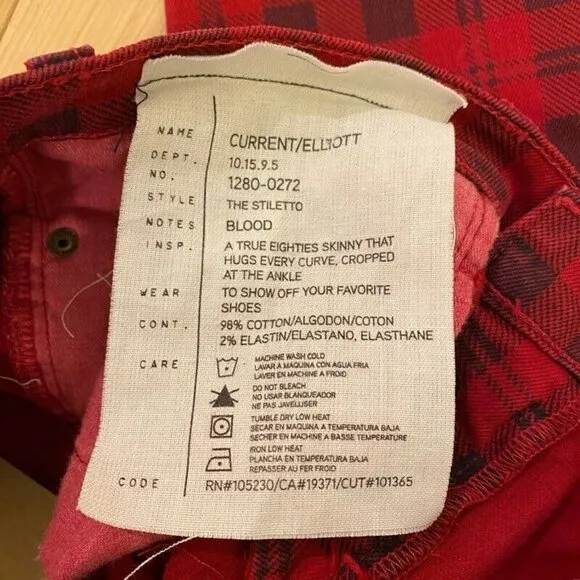 NAME CURRENT/ELLIOTT
DEPT. 10.15.9.5
NO. 1280-0272
STYLE THE STILETTO
NOTES BLOOD
INSP. A TRUE EIGHTIES SKINNY THAT
HUGS EVERY CURVE, CROPPED
AT THE ANKLE
WEAR TO SHOW OFF YOUR FAVORITE
SHOES
CONT. 98% COTTON/ALGODON/COTON
2% ELASTIN/ELASTANO, ELASTHANE
CARE MACHINE WASH COLD
LAVAR A MAQUINA CON AGUA FRIA
LAVER EN MACHINE A FROID
DO NOT BLEACH
NO USAR BLANQUEADOR
NE PAS JAVELLISER
TUMBLE DRY LOW HEAT
SECAR EN MAQUINA A TEMPERATURA BAJA
SECHER EN MACHINE A BASSE TEMPERATURE
IRON LOW HEAT
PLANCHA EN TEMPERATURA BAJA
REPASSER AU FER FROID
CODE RN#105230/CA#19371/CUT#101365